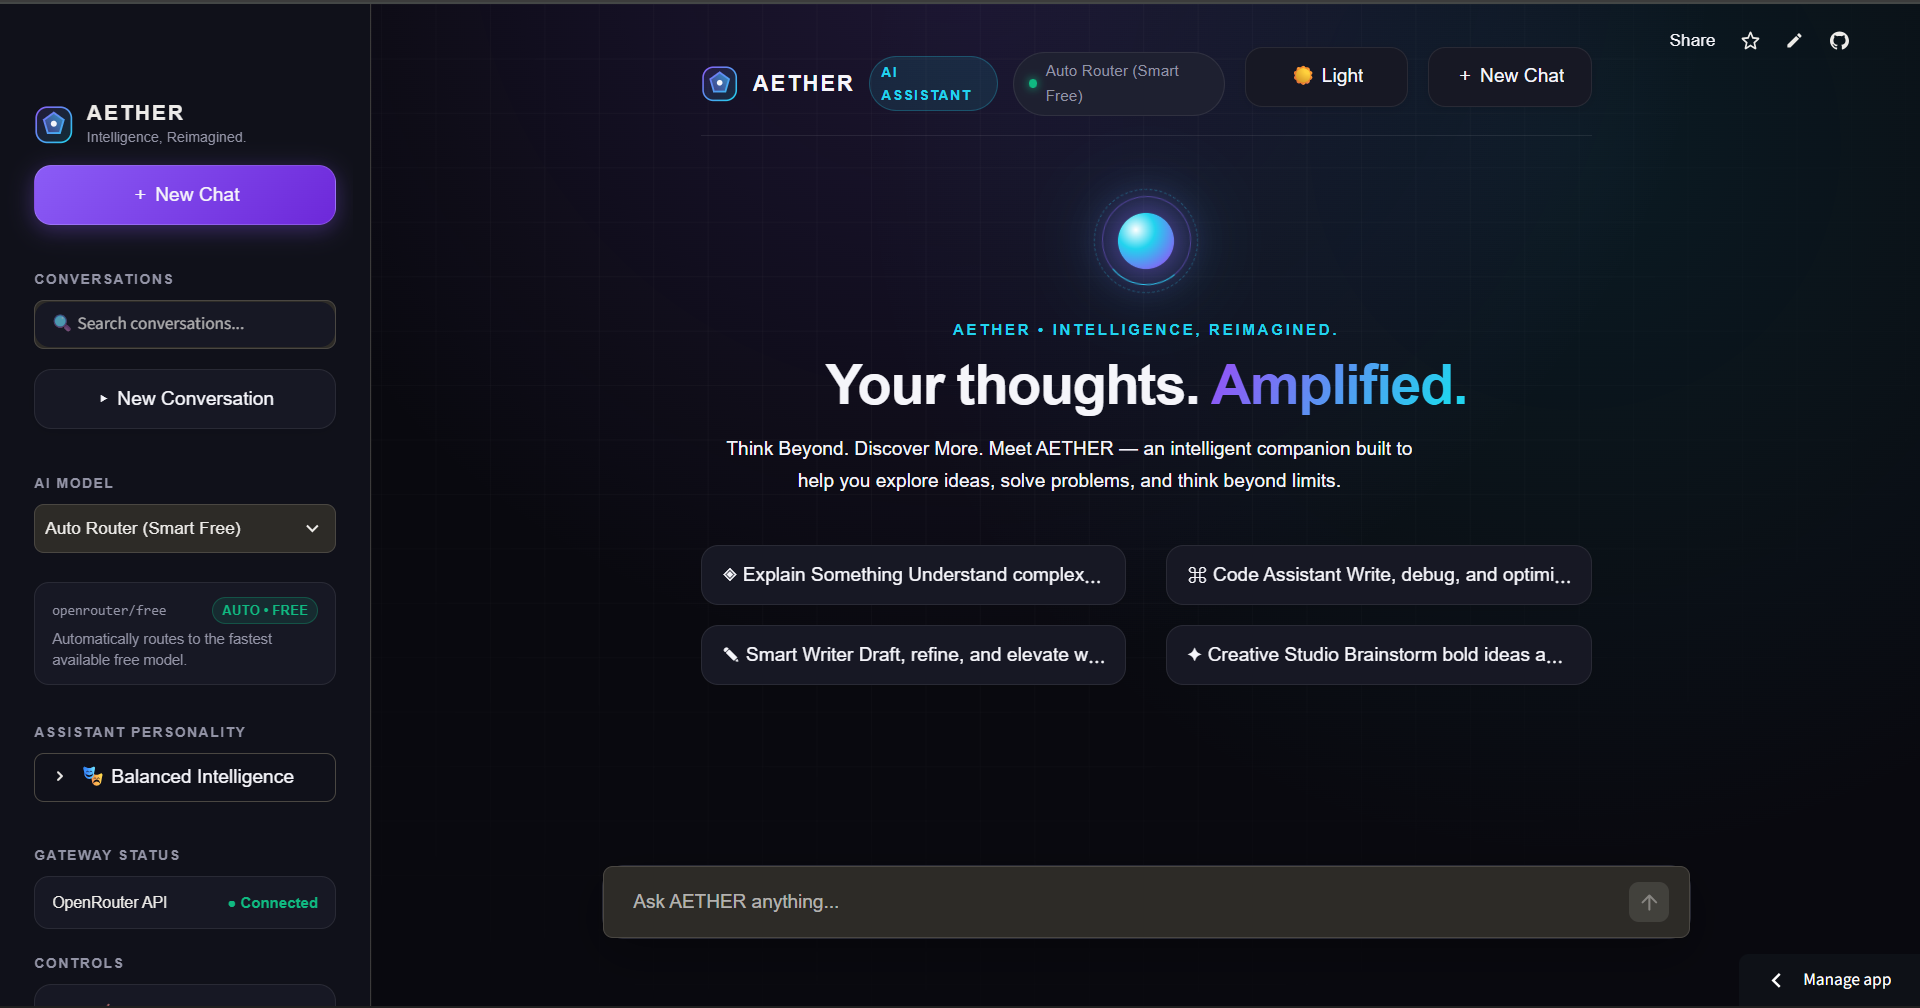 AETHER
Intelligence, Reimagined.
+ New Chat
CONVERSATIONS
Search conversations...
▸ New Conversation
AI MODEL
Auto Router (Smart Free)
openrouter/free
AUTO • FREE
Automatically routes to the fastest
available free model.
ASSISTANT PERSONALITY
Balanced Intelligence
GATEWAY STATUS
OpenRouter API
● Connected
CONTROLS
Share
AETHER
AI
ASSISTANT
Auto Router (Smart
Free)
Light
+ New Chat
AETHER • INTELLIGENCE, REIMAGINED.
Your thoughts. Amplified.
Think Beyond. Discover More. Meet AETHER — an intelligent companion built to
help you explore ideas, solve problems, and think beyond limits.
◈ Explain Something Understand complex...
⌘ Code Assistant Write, debug, and optimi...
✎ Smart Writer Draft, refine, and elevate w...
✦ Creative Studio Brainstorm bold ideas a...
Ask AETHER anything...
Manage app